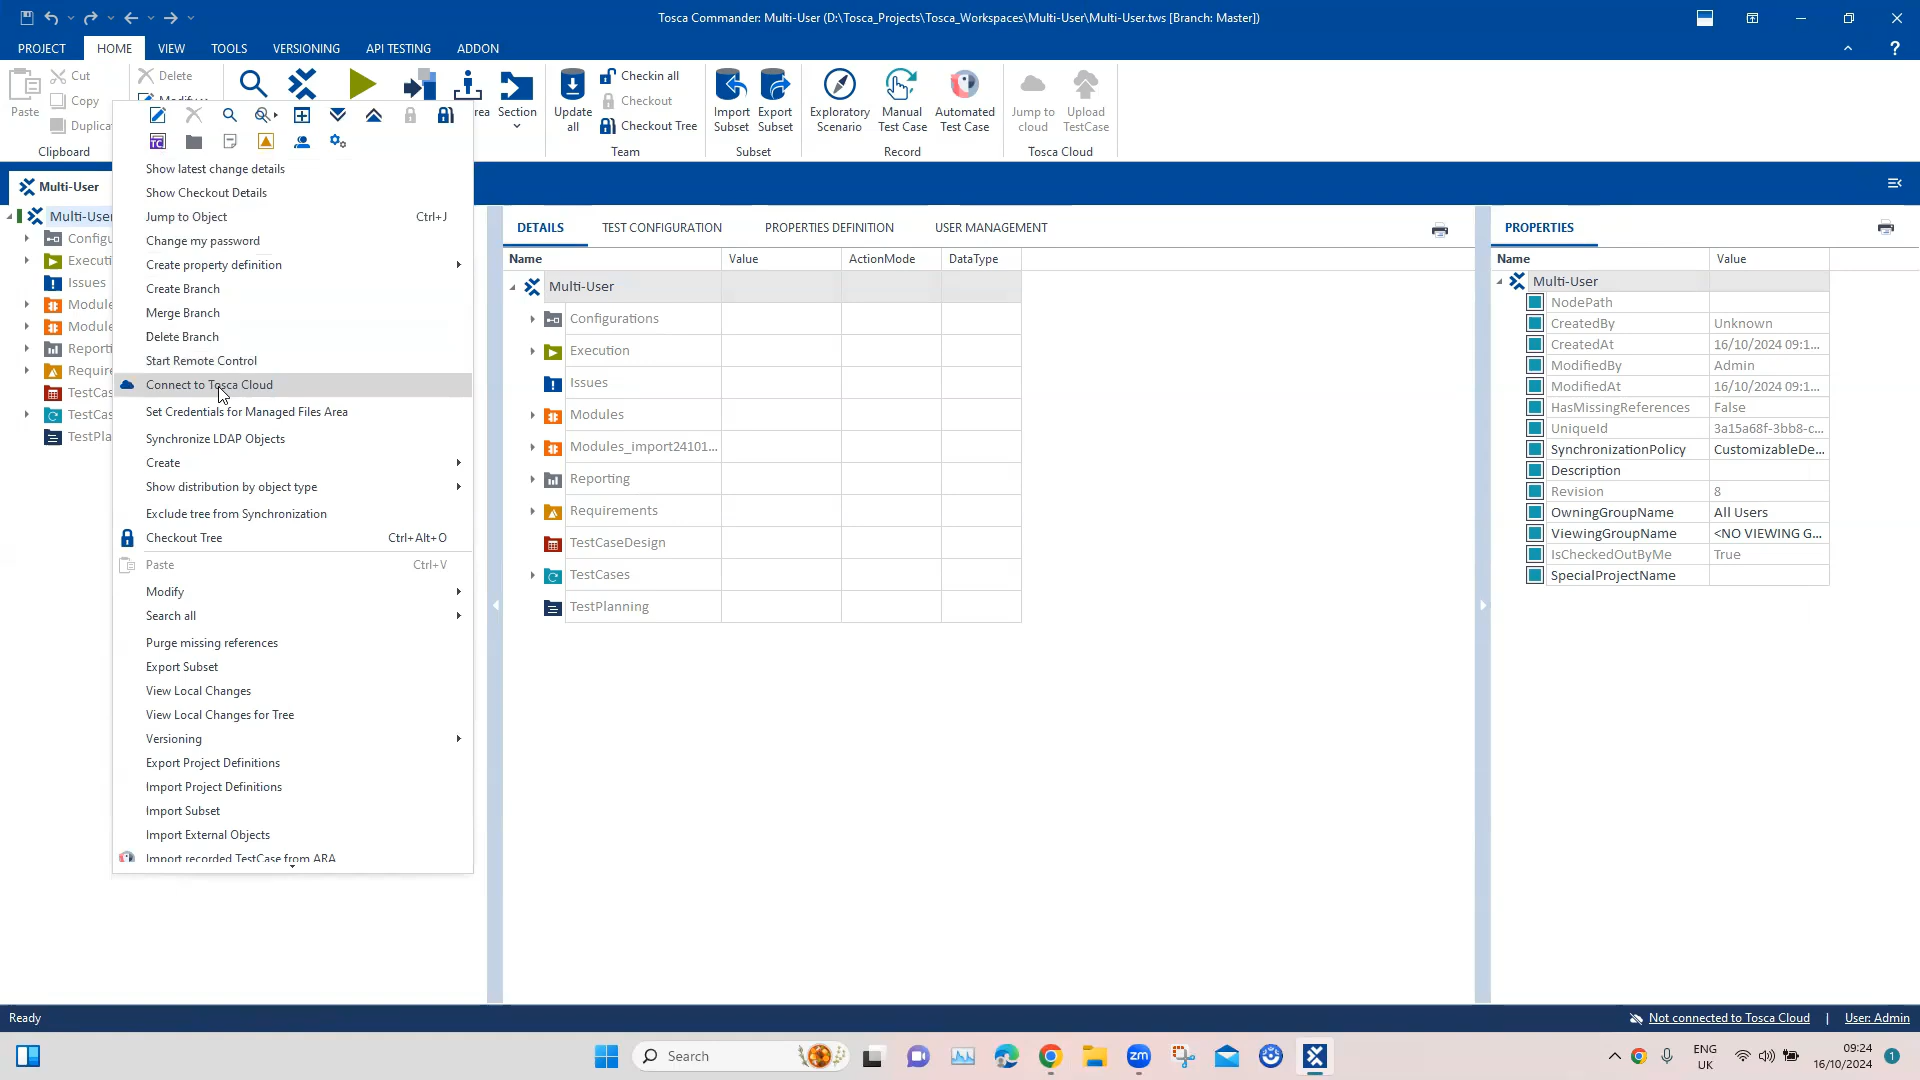 Tosca Commander: Multi-User (D:\Tosca_Projects\Tosca_Workspaces\Multi-User\Multi-User.tws [Branch: Master])
PROJECT HOME VIEW TOOLS VERSIONING API TESTING ADDON
Paste Cut Copy Duplica Clipboard
Delete
Modify
rea Section
Update all Checkin all Checkout Checkout Tree Team
Import Subset Export Subset Subset
Exploratory Scenario Manual Test Case Automated Test Case Record
Jump to cloud Upload TestCase Tosca Cloud
Multi-User
Multi-User
Configu
Executi
Issues
Module
Module
Reporti
Require
TestCas
TestCas
TestPla
TC
Show latest change details
Show Checkout Details
Jump to Object Ctrl+J
Change my password
Create property definition
Create Branch
Merge Branch
Delete Branch
Start Remote Control
Connect to Tosca Cloud
Set Credentials for Managed Files Area
Synchronize LDAP Objects
Create
Show distribution by object type
Exclude tree from Synchronization
Checkout Tree Ctrl+Alt+O
Paste Ctrl+V
Modify
Search all
Purge missing references
Export Subset
View Local Changes
View Local Changes for Tree
Versioning
Export Project Definitions
Import Project Definitions
Import Subset
Import External Objects
Import recorded TestCase from ARA
DETAILS TEST CONFIGURATION PROPERTIES DEFINITION USER MANAGEMENT
Name Value ActionMode DataType
Multi-User
Configurations
Execution
Issues
Modules
Modules_import24101...
Reporting
Requirements
TestCaseDesign
TestCases
TestPlanning
PROPERTIES
Name Value
Multi-User
NodePath
CreatedBy Unknown
CreatedAt 16/10/2024 09:1...
ModifiedBy Admin
ModifiedAt 16/10/2024 09:1...
HasMissingReferences False
UniqueId 3a15a68f-3bb8-c...
SynchronizationPolicy CustomizableDe...
Description
Revision 8
OwningGroupName All Users
ViewingGroupName <NO VIEWING G...
IsCheckedOutByMe True
SpecialProjectName
Ready
Not connected to Tosca Cloud | User: Admin
Search
zm
ENG
UK
09:24
16/10/2024
1